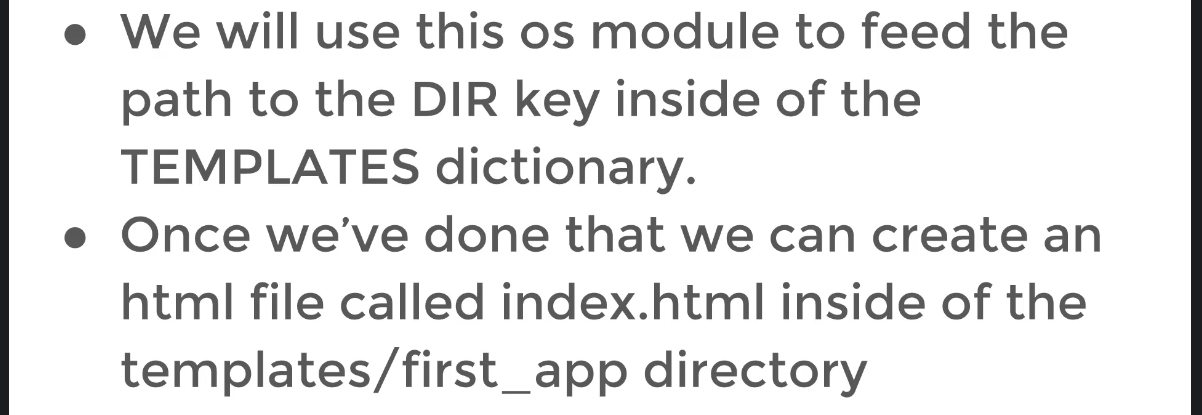 • We will use this os module to feed the
path to the DIR key inside of the
TEMPLATES dictionary.
• Once we’ve done that we can create an
html file called index.html inside of the
templates/first_app directory